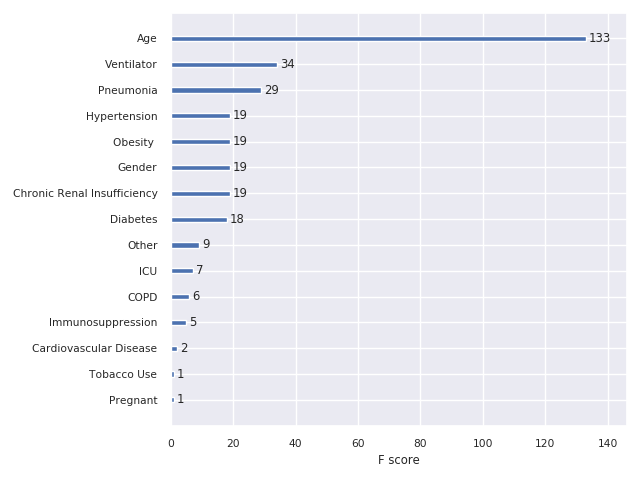 Age 133
Ventilator 34
Pneumonia 29
Hypertension 19
Obesity 19
Gender 19
Chronic Renal Insufficiency 19
Diabetes 18
Other 9
ICU 7
COPD 6
Immunosuppression 5
Cardiovascular Disease 2
Tobacco Use 1
Pregnant 1
0 20 40 60 80 100 120 140
F score